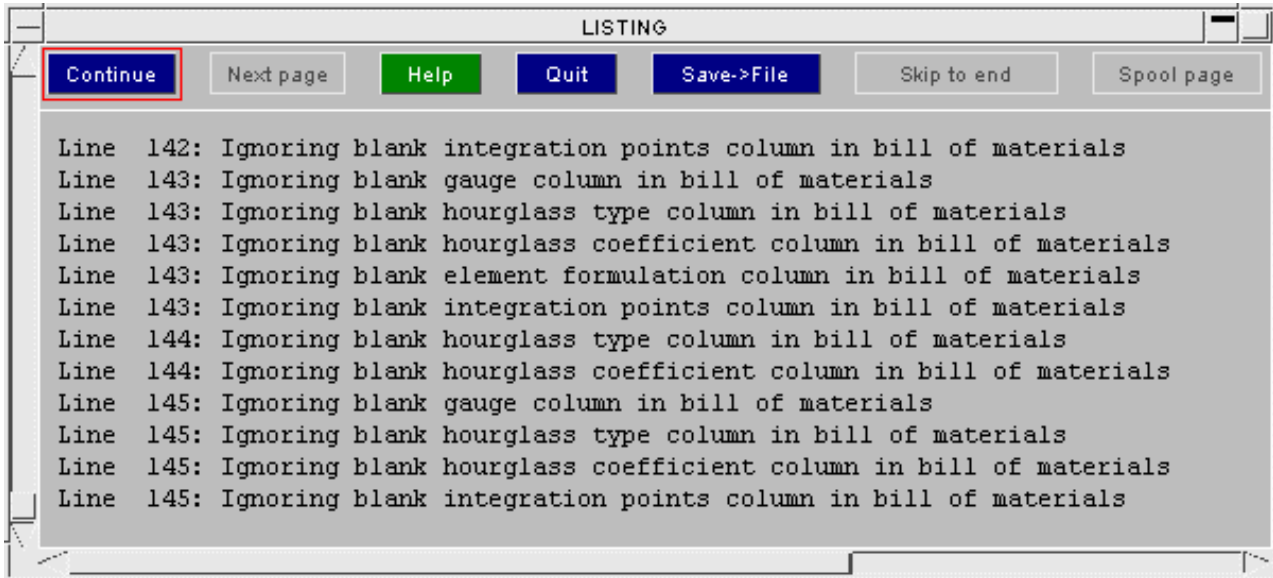 LISTING
Continue Next page Help Quit Save->File Skip to end Spool page
Line 142: Ignoring blank integration points column in bill of materials
Line 143: Ignoring blank gauge column in bill of materials
Line 143: Ignoring blank hourglass type column in bill of materials
Line 143: Ignoring blank hourglass coefficient column in bill of materials
Line 143: Ignoring blank element formulation column in bill of materials
Line 143: Ignoring blank integration points column in bill of materials
Line 144: Ignoring blank hourglass type column in bill of materials
Line 144: Ignoring blank hourglass coefficient column in bill of materials
Line 145: Ignoring blank gauge column in bill of materials
Line 145: Ignoring blank hourglass type column in bill of materials
Line 145: Ignoring blank hourglass coefficient column in bill of materials
Line 145: Ignoring blank integration points column in bill of materials